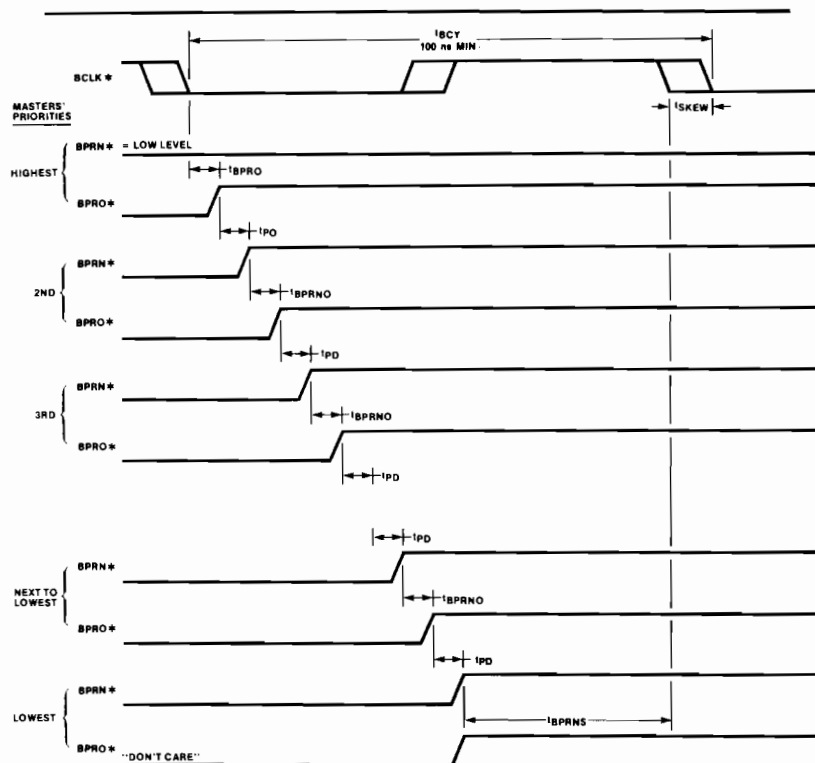 tBCY
100 ns MIN
BCLK*
tSKEW
MASTERS'
PRIORITIES
BPRN* = LOW LEVEL
HIGHEST
tBPRO
BPRO*
tPO
BPRN*
2ND
tBPRNO
BPRO*
tPD
BPRN*
3RD
tBPRNO
BPRO*
tPD
tPD
BPRN*
NEXT TO
LOWEST
tBPRNO
BPRO*
tPD
BPRN*
LOWEST
tBPRNS
BPRO*
"DON'T CARE"